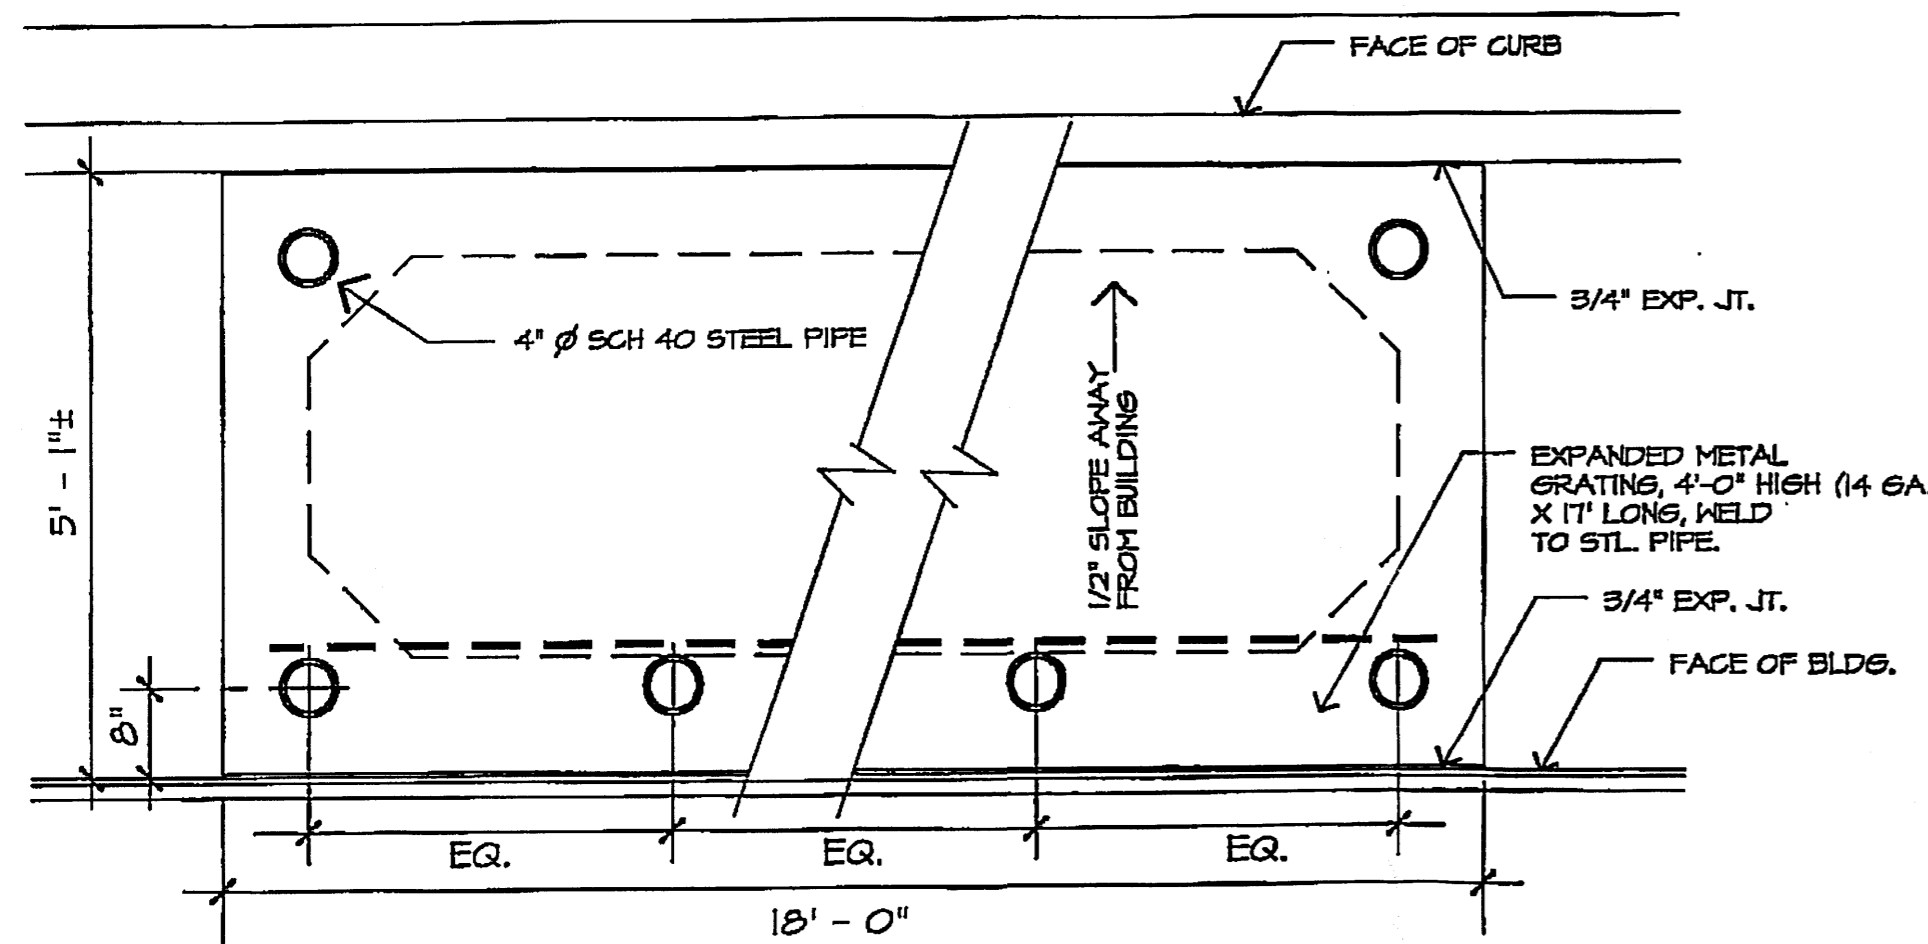 FACE OF CURB
3/4" EXP. JT.
4" Ø SCH 40 STEEL PIPE
1/2" SLOPE AWAY
FROM BUILDING
5' - 1"±
EXPANDED METAL
GRATING, 4'-0" HIGH (14 GA.
X 17' LONG, WELD
TO STL. PIPE.
3/4" EXP. JT.
FACE OF BLDG.
8"
EQ.
EQ.
EQ.
18' - 0"